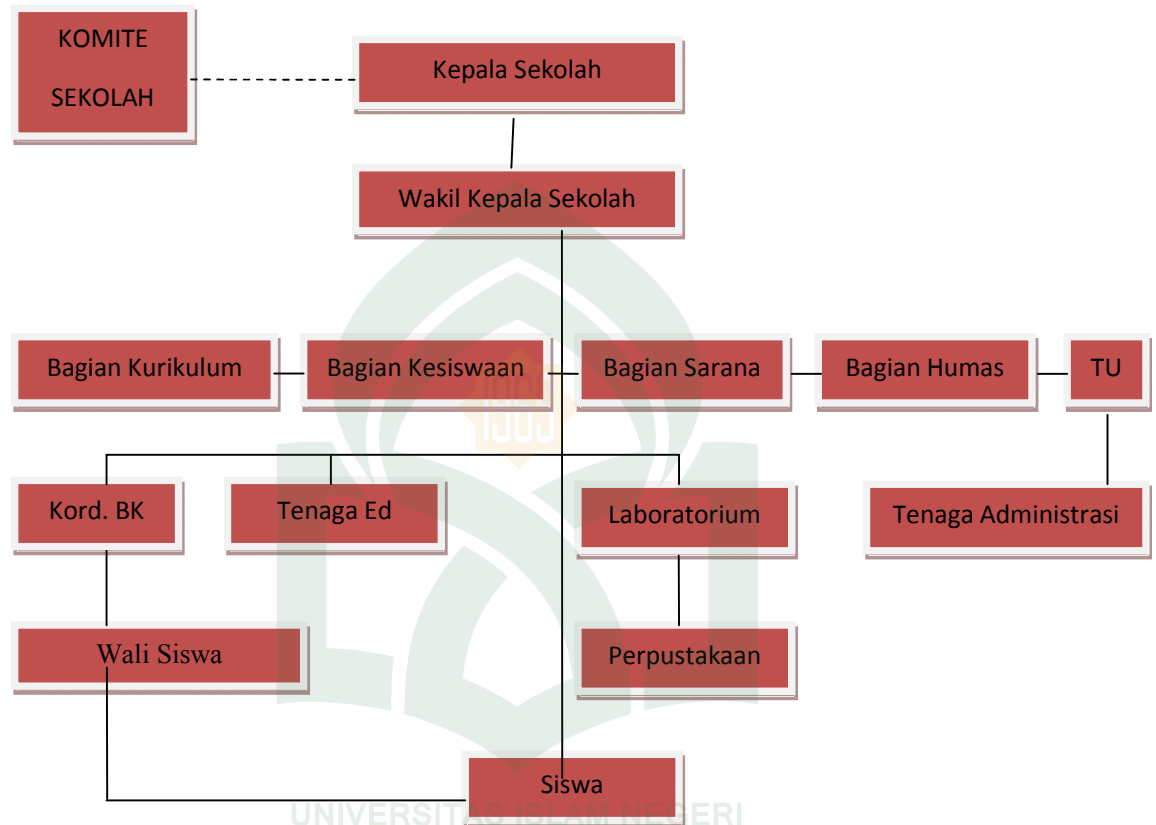 KOMITE
SEKOLAH
Kepala Sekolah
Wakil Kepala Sekolah
Bagian Kurikulum
Bagian Kesiswaan
Bagian Sarana
Bagian Humas
TU
Kord. BK
Tenaga Ed
Laboratorium
Tenaga Administrasi
Wali Siswa
Perpustakaan
Siswa
UNIVERSITAS ISLAM NEGERI
1965